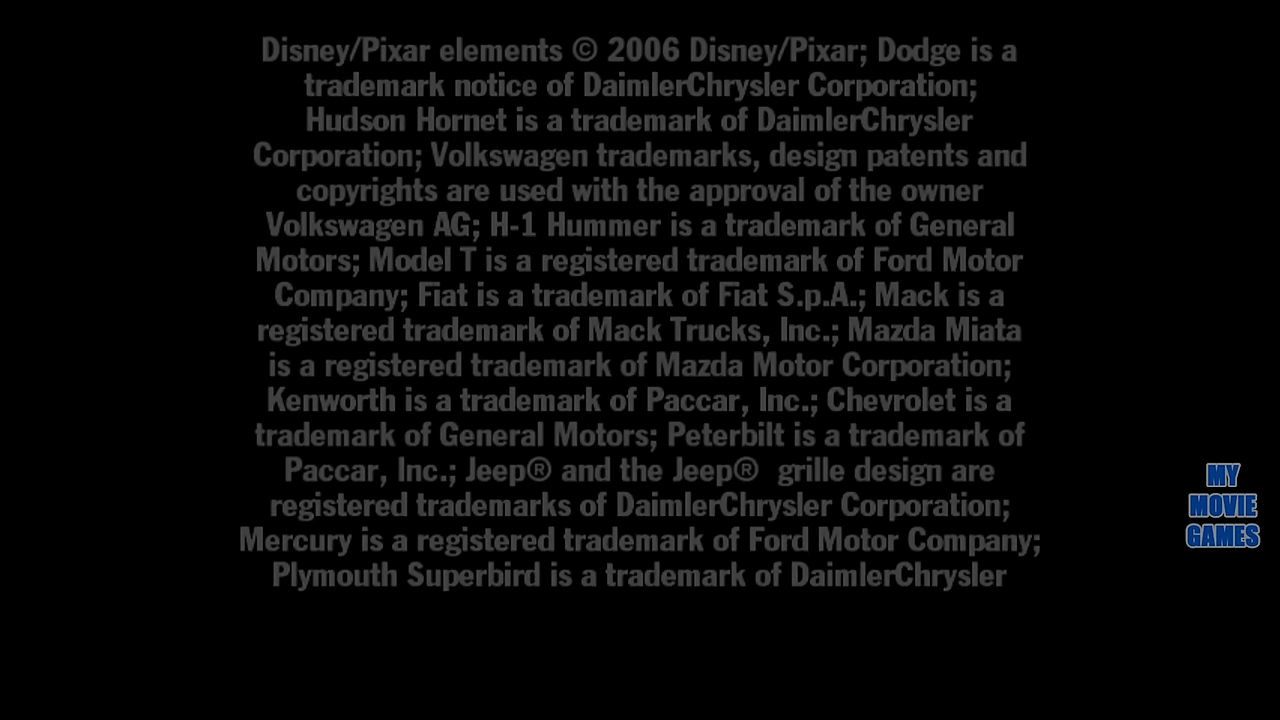 Disney/Pixar elements © 2006 Disney/Pixar; Dodge is a
trademark notice of DaimlerChrysler Corporation;
Hudson Hornet is a trademark of DaimlerChrysler
Corporation; Volkswagen trademarks, design patents and
copyrights are used with the approval of the owner
Volkswagen AG; H-1 Hummer is a trademark of General
Motors; Model T is a registered trademark of Ford Motor
Company; Fiat is a trademark of Fiat S.p.A.; Mack is a
registered trademark of Mack Trucks, Inc.; Mazda Miata
is a registered trademark of Mazda Motor Corporation;
Kenworth is a trademark of Paccar, Inc.; Chevrolet is a
trademark of General Motors; Peterbilt is a trademark of
Paccar, Inc.; Jeep® and the Jeep® grille design are
registered trademarks of DaimlerChrysler Corporation;
Mercury is a registered trademark of Ford Motor Company;
Plymouth Superbird is a trademark of DaimlerChrysler
MY
MOVIE
GAMES